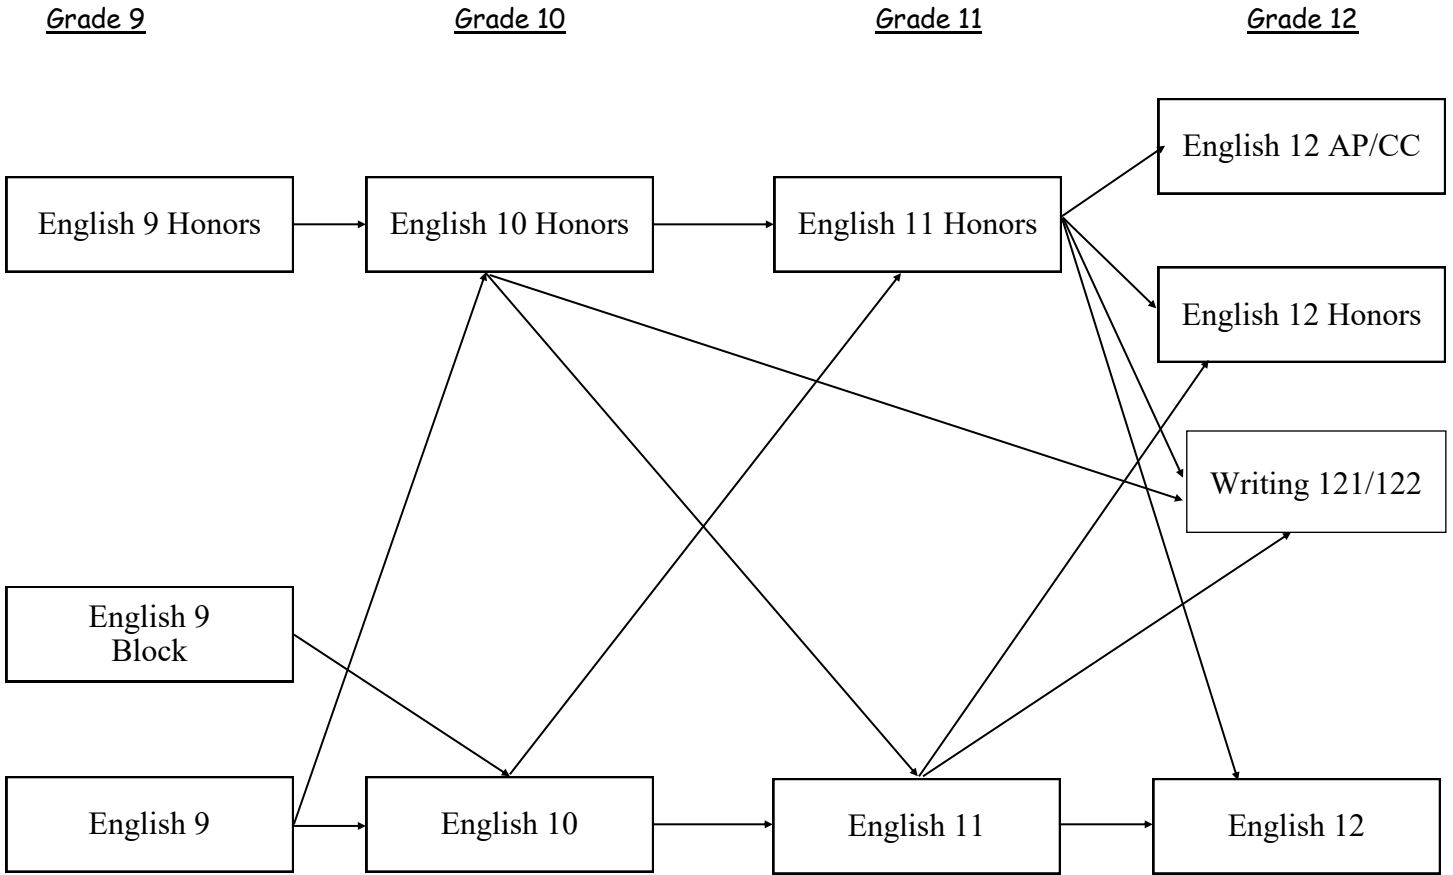 Grade 9
Grade 10
Grade 11
Grade 12
English 12 AP/CC
English 9 Honors
English 10 Honors
English 11 Honors
English 12 Honors
Writing 121/122
English 9
Block
English 9
English 10
English 11
English 12